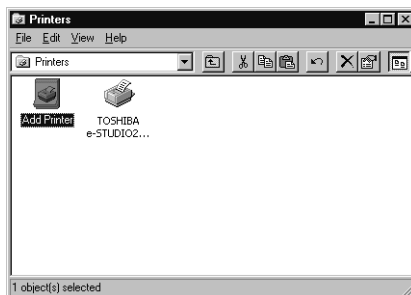 Printers
File Edit View Help
Printers
Add Printer
TOSHIBA
e-STUDIO2...
1 object(s) selected